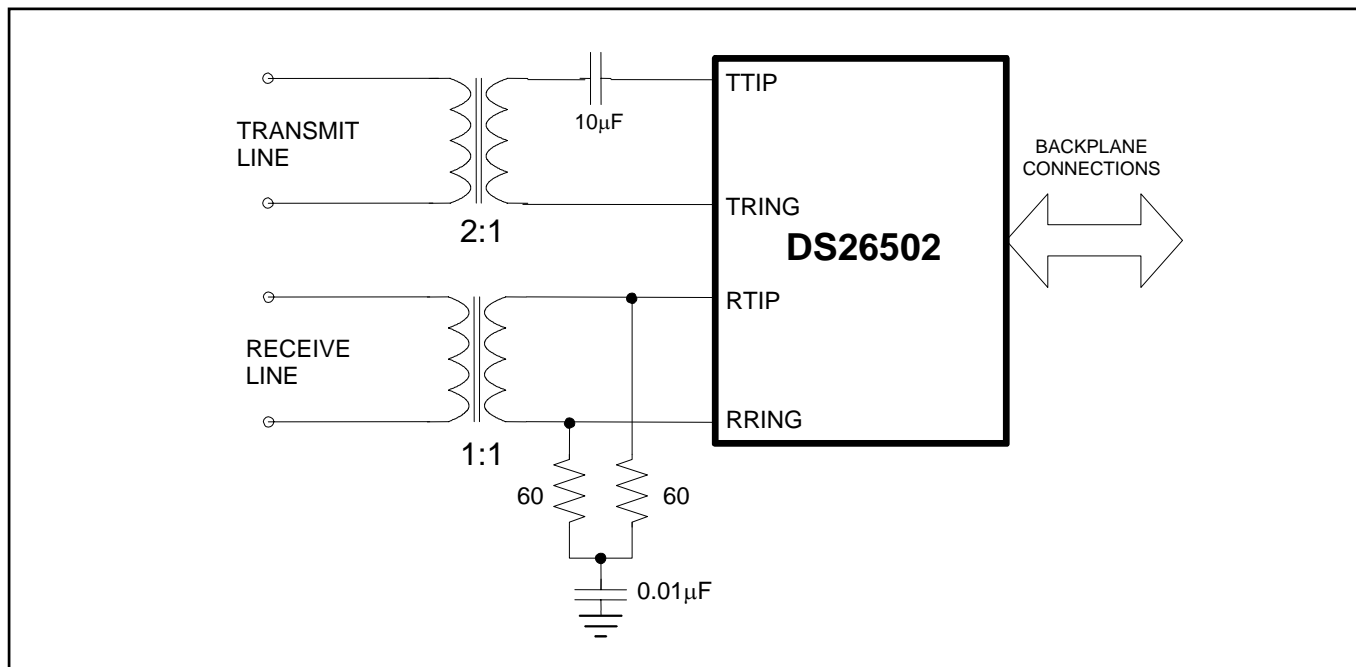 TTIP
10µF
TRANSMIT
LINE
BACKPLANE
CONNECTIONS
TRING
2:1
DS26502
RTIP
RECEIVE
LINE
RRING
1:1
60
60
0.01µF